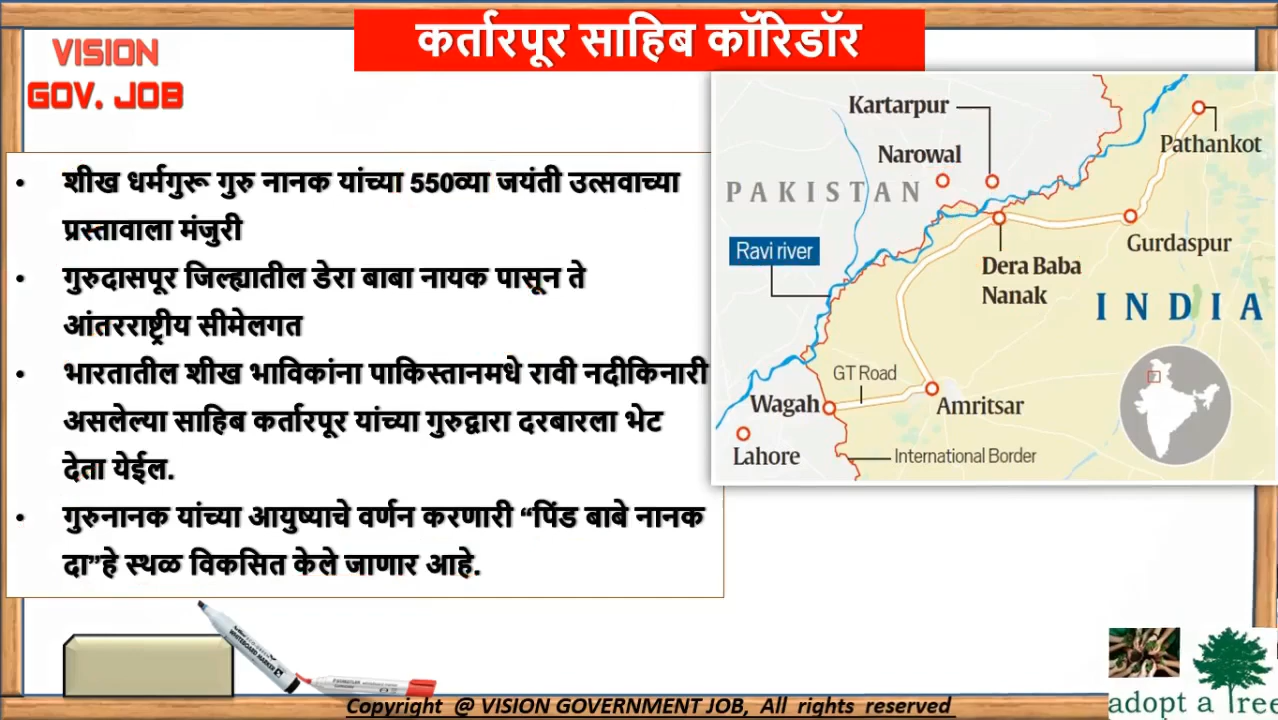 कर्तारपूर साहिब कॉरिडॉर
VISION
GOV. JOB
• शीख धर्मगुरू गुरु नानक यांच्या 550व्या जयंती उत्सवाच्या
प्रस्तावाला मंजुरी
• गुरुदासपूर जिल्ह्यातील डेरा बाबा नायक पासून ते
आंतरराष्ट्रीय सीमेलगत
• भारतातील शीख भाविकांना पाकिस्तानमधे रावी नदीकिनारी
असलेल्या साहिब कर्तारपूर यांच्या गुरुद्वारा दरबारला भेट
देता येईल.
• गुरुनानक यांच्या आयुष्याचे वर्णन करणारी “पिंड बाबे नानक
दा”हे स्थळ विकसित केले जाणार आहे.
Kartarpur
Pathankot
Narowal
PAKISTAN
Ravi river
Gurdaspur
Dera Baba
Nanak
INDIA
GT Road
Wagah
Amritsar
Lahore
International Border
Copyright @ VISION GOVERNMENT JOB, All rights reserved
adopt a Tree